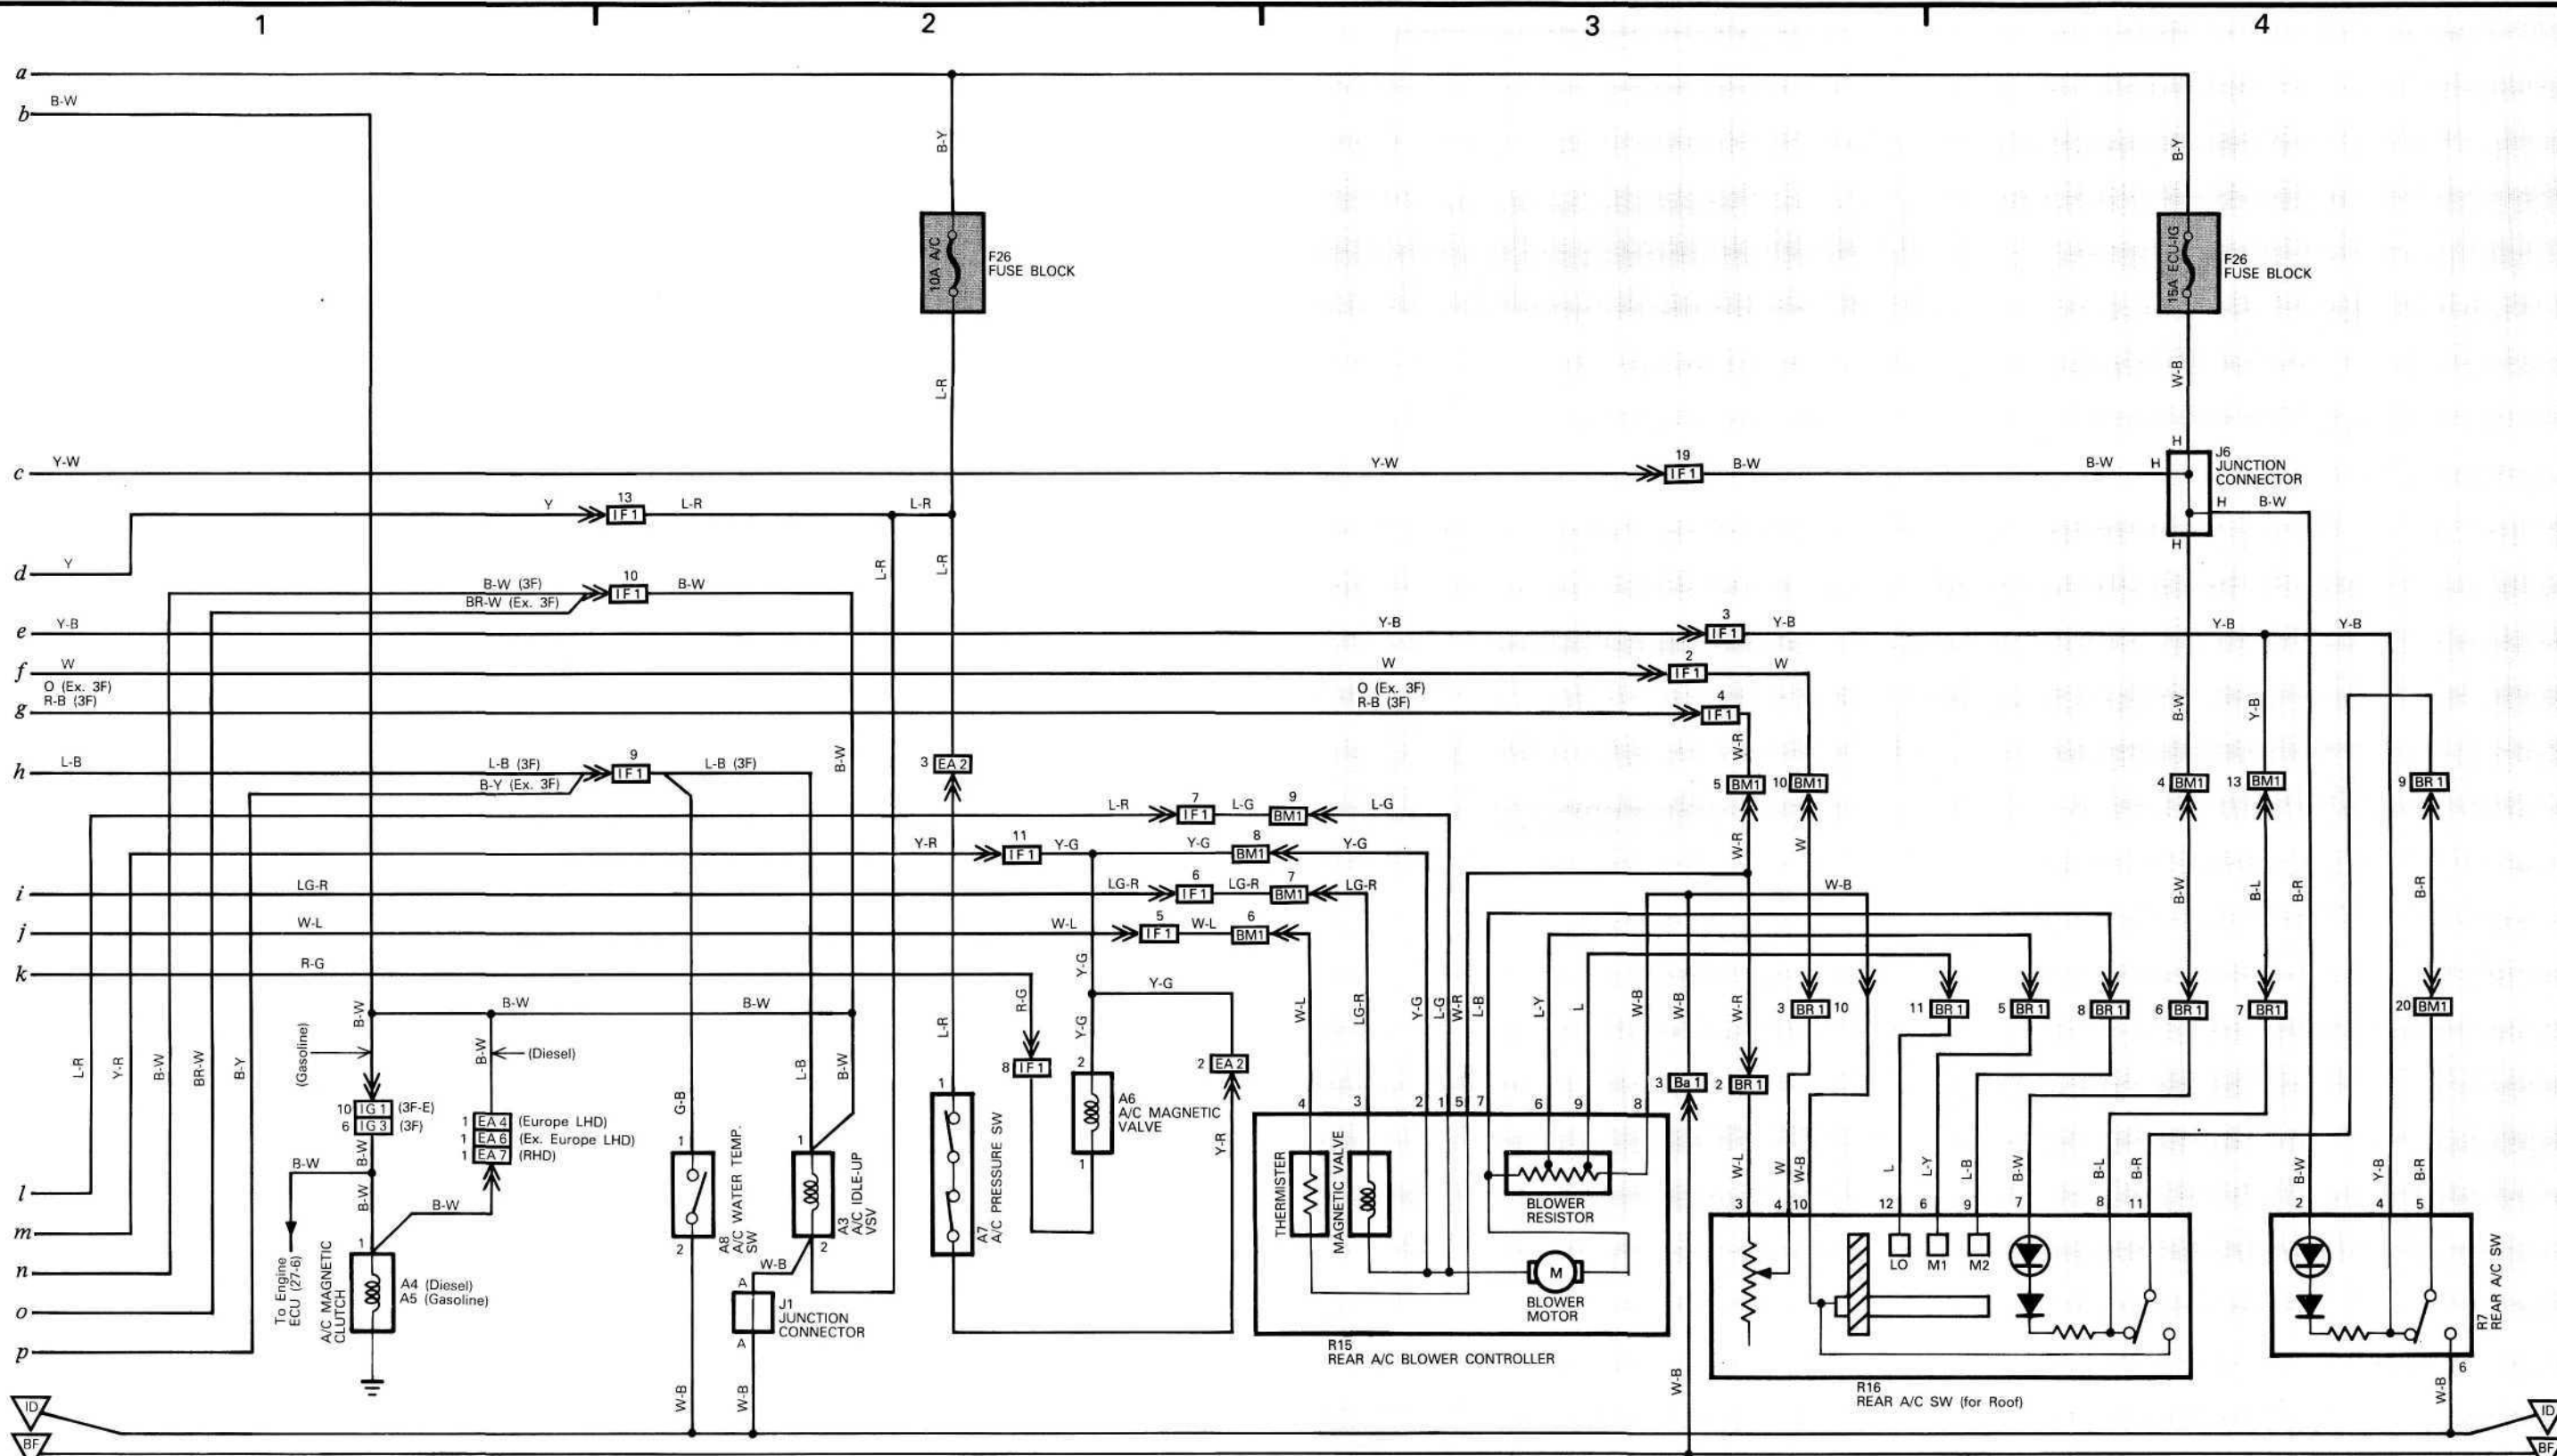 1
2
3
4
a
b
B-W
B-Y
B-Y
10A A/C
F26
FUSE BLOCK
15A ECU-IG
F26
FUSE BLOCK
L-R
W-B
c
Y-W
Y-W
19
IF1
B-W
B-W
H
H
J6
JUNCTION
CONNECTOR
H
B-W
H
Y
13
IF1
L-R
L-R
d
Y
L-R
L-R
B-W (3F)
BR-W (Ex. 3F)
10
IF1
B-W
e
Y-B
Y-B
3
IF1
Y-B
Y-B
Y-B
f
W
W
2
IF1
W
O (Ex. 3F)
R-B (3F)
O (Ex. 3F)
R-B (3F)
g
4
IF1
W-R
B-W
Y-B
h
L-B
L-B (3F)
B-Y (Ex. 3F)
9
IF1
L-B (3F)
B-W
3 EA2
5 BM1
10 BM1
4 BM1
13 BM1
9 BR1
L-R
7
IF1
L-G
9
BM1
L-G
Y-R
11
IF1
Y-G
Y-G
8
BM1
Y-G
W-R
W
i
LG-R
LG-R
6
IF1
LG-R
7
BM1
LG-R
W-B
B-W
B-L
B-R
B-R
j
W-L
W-L
5
IF1
W-L
6
BM1
k
R-G
R-G
Y-G
Y-G
Y-G
B-W
B-W
B-W
B-W
(Diesel)
(Gasoline)
L-R
Y-R
B-W
BR-W
B-Y
G-B
L-B
B-W
L-R
8 IF1
2 EA2
W-L
LG-R
Y-G
L-G
W-R
L-B
L-Y
L
W-B
W-B
W-R
3 BR1 10
11 BR1
5 BR1
8 BR1
6 BR1
7 BR1
20 BM1
3 Ba1
2 BR1
10 IG1 (3F-E)
6 IG3 (3F)
1 EA4 (Europe LHD)
1 EA6 (Ex. Europe LHD)
1 EA7 (RHD)
B-W
B-W
B-W
B-W
To Engine
ECU (27-6)
1
A/C MAGNETIC
CLUTCH
A4 (Diesel)
A5 (Gasoline)
1
2
A8
A/C WATER TEMP.
SW
1
2
A3
A/C IDLE-UP
VSV
W-B
A
J1
JUNCTION
CONNECTOR
A
W-B
W-B
1
A7
A/C PRESSURE SW
2
A6
A/C MAGNETIC
VALVE
1
Y-R
4
3
2
1
5
7
6
9
8
THERMISTER
MAGNETIC VALVE
BLOWER
RESISTOR
M
BLOWER
MOTOR
R15
REAR A/C BLOWER CONTROLLER
W-B
W-L
W
W-B
L
L-Y
L-B
B-W
B-L
B-R
3
4
10
12
6
9
7
8
11
LO
M1
M2
R16
REAR A/C SW (for Roof)
B-W
Y-B
B-R
2
4
5
R7
REAR A/C SW
6
W-B
l
m
n
o
p
ID
BF
ID
BF